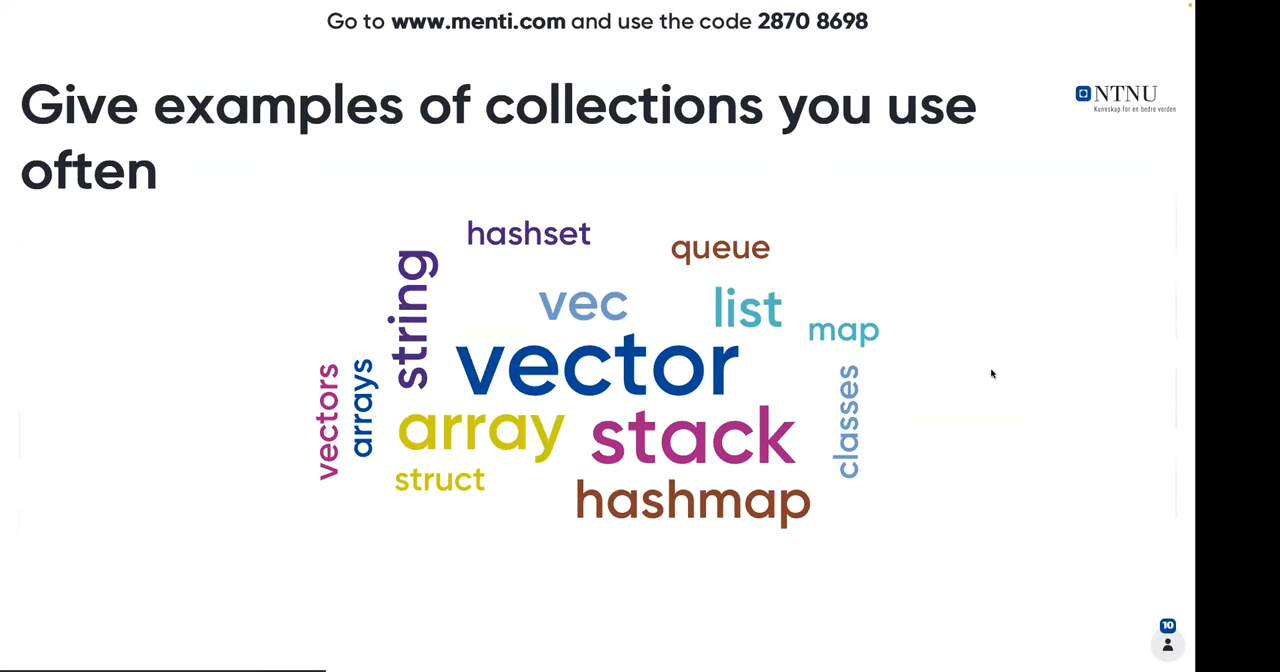 Go to www.menti.com and use the code 2870 8698
NTNU
Kunnskap for en bedre verden
Give examples of collections you use
often
hashset
queue
string
vec
list
map
vector
vectors
arrays
classes
array
stack
struct
hashmap
10